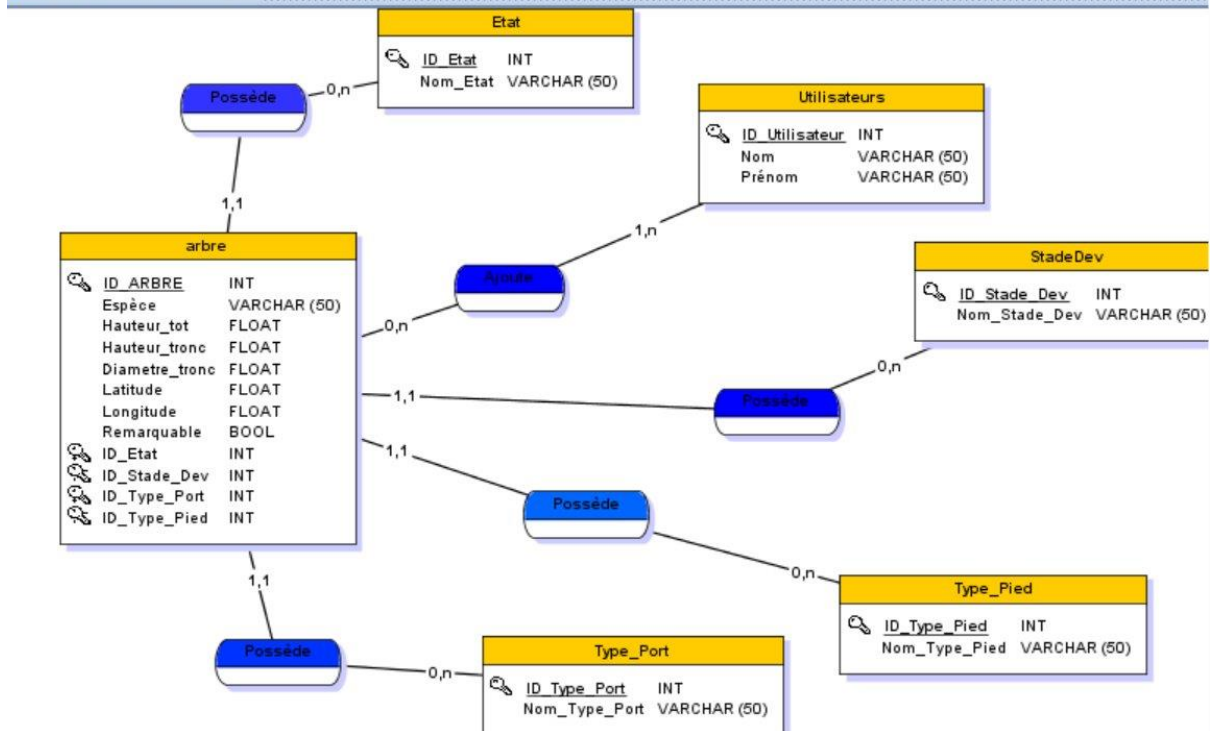 Etat
ID_Etat INT
Nom_Etat VARCHAR (50)
Possède
0,n
1,1
Utilisateurs
ID_Utilisateur INT
Nom VARCHAR (50)
Prénom VARCHAR (50)
1,n
Ajoute
0,n
arbre
ID_ARBRE INT
Espèce VARCHAR (50)
Hauteur_tot FLOAT
Hauteur_tronc FLOAT
Diametre_tronc FLOAT
Latitude FLOAT
Longitude FLOAT
Remarquable BOOL
ID_Etat INT
ID_Stade_Dev INT
ID_Type_Port INT
ID_Type_Pied INT
StadeDev
ID_Stade_Dev INT
Nom_Stade_Dev VARCHAR (50)
0,n
1,1
Possède
1,1
Possède
0,n
Type_Pied
ID_Type_Pied INT
Nom_Type_Pied VARCHAR (50)
1,1
Possède
0,n
Type_Port
ID_Type_Port INT
Nom_Type_Port VARCHAR (50)